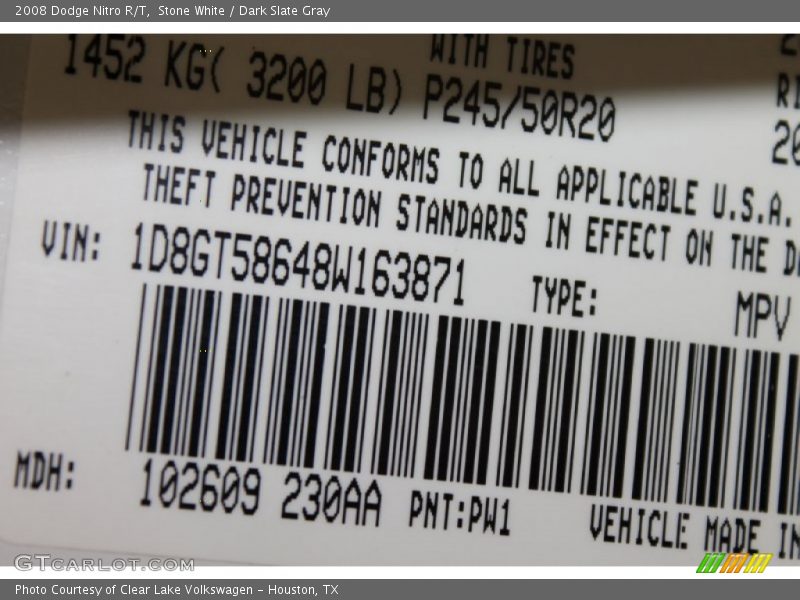 2008 Dodge Nitro R/T, Stone White / Dark Slate Gray
1452 KG( 3200 LB)
WITH TIRES
P245/50R20
THIS VEHICLE CONFORMS TO ALL APPLICABLE U.S.A.
THEFT PREVENTION STANDARDS IN EFFECT ON THE
VIN: 1D8GT58648W163871 TYPE: MPV
MDH: 102609 230AA PNT:PW1
VEHICLE MADE IN
GTCarlot.com
Photo Courtesy of Clear Lake Volkswagen – Houston, TX